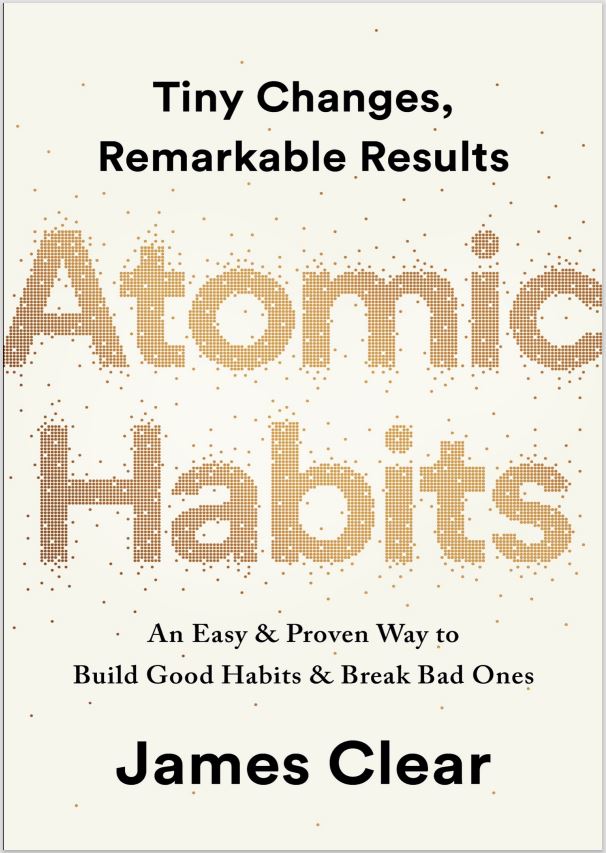 Tiny Changes,
Remarkable Results
Atomic
Habits
An Easy & Proven Way to
Build Good Habits & Break Bad Ones
James Clear